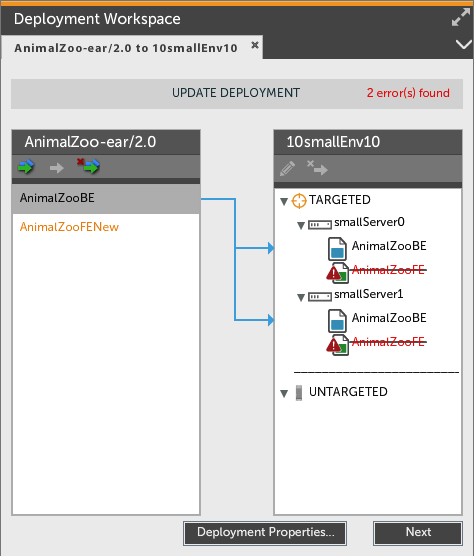 Deployment Workspace
AnimalZoo-ear/2.0 to 10smallEnv10
UPDATE DEPLOYMENT 2 error(s) found
AnimalZoo-ear/2.0
AnimalZooBE
AnimalZooFENew
10smallEnv10
TARGETED
smallServer0
AnimalZooBE
AnimalZooFE
smallServer1
AnimalZooBE
AnimalZooFE
UNTARGETED
Deployment Properties... Next